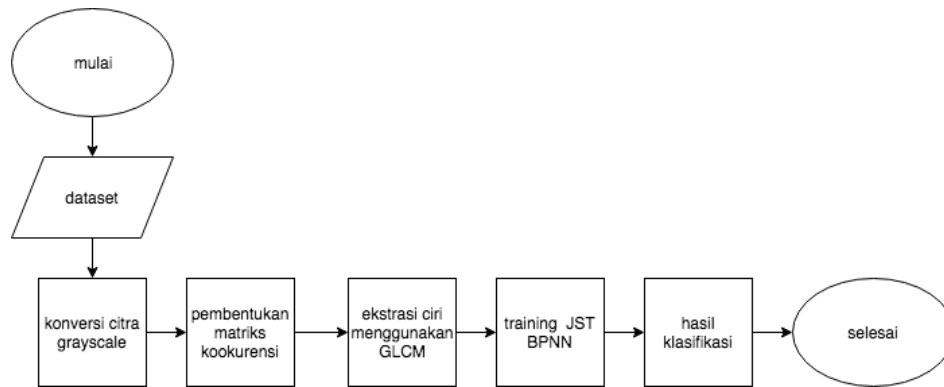 mulai
dataset
konversi citra
grayscale
pembentukan
matriks
kookurensi
ekstrasi ciri
menggunakan
GLCM
training JST
BPNN
hasil
klasifikasi
selesai